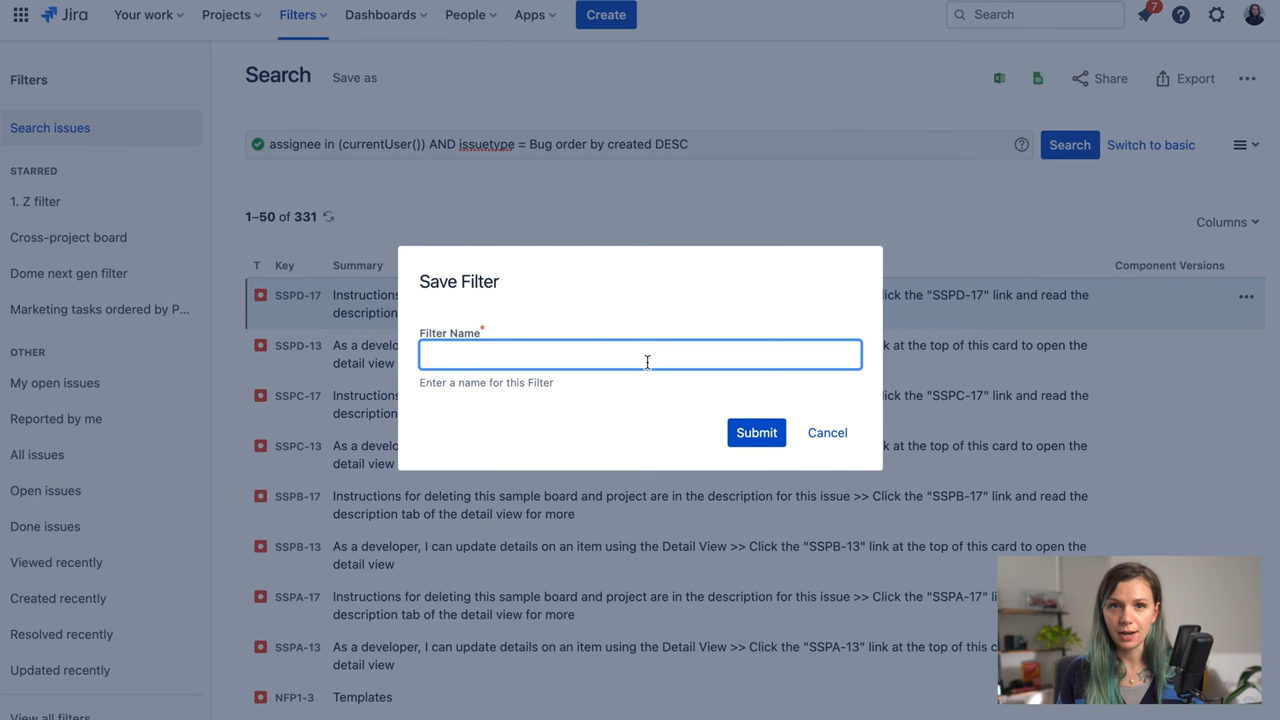 Jira
Your work
Projects
Filters
Dashboards
People
Apps
Create
Search
7
Filters
Search issues
STARRED
1. Z filter
Cross-project board
Dome next gen filter
Marketing tasks ordered by P...
OTHER
My open issues
Reported by me
All issues
Open issues
Done issues
Viewed recently
Created recently
Resolved recently
Updated recently
View all filters
Search
Save as
Share
Export
assignee in (currentUser()) AND issuetype = Bug order by created DESC
Search
Switch to basic
1–50 of 331
Columns
T Key Summary Component Versions
SSPD-17 Instructions lick the "SSPD-17" link and read the
description
SSPD-13 As a develo k at the top of this card to open the
detail view
SSPC-17 Instructions lick the "SSPC-17" link and read the
description
SSPC-13 As a develo k at the top of this card to open the
detail view
SSPB-17 Instructions for deleting this sample board and project are in the description for this issue >> Click the "SSPB-17" link and read the
description tab of the detail view for more
SSPB-13 As a developer, I can update details on an item using the Detail View >> Click the "SSPB-13" link at the top of this card to open the
detail view
SSPA-17 Instructions for deleting this sample board and project are in the description for this issue >> Click the "SSPA-17" li
description tab of the detail view for more
SSPA-13 As a developer, I can update details on an item using the Detail View >> Click the "SSPA-13" link at the top of this c
detail view
NFP1-3 Templates
Save Filter
Filter Name*
Enter a name for this Filter
Submit
Cancel